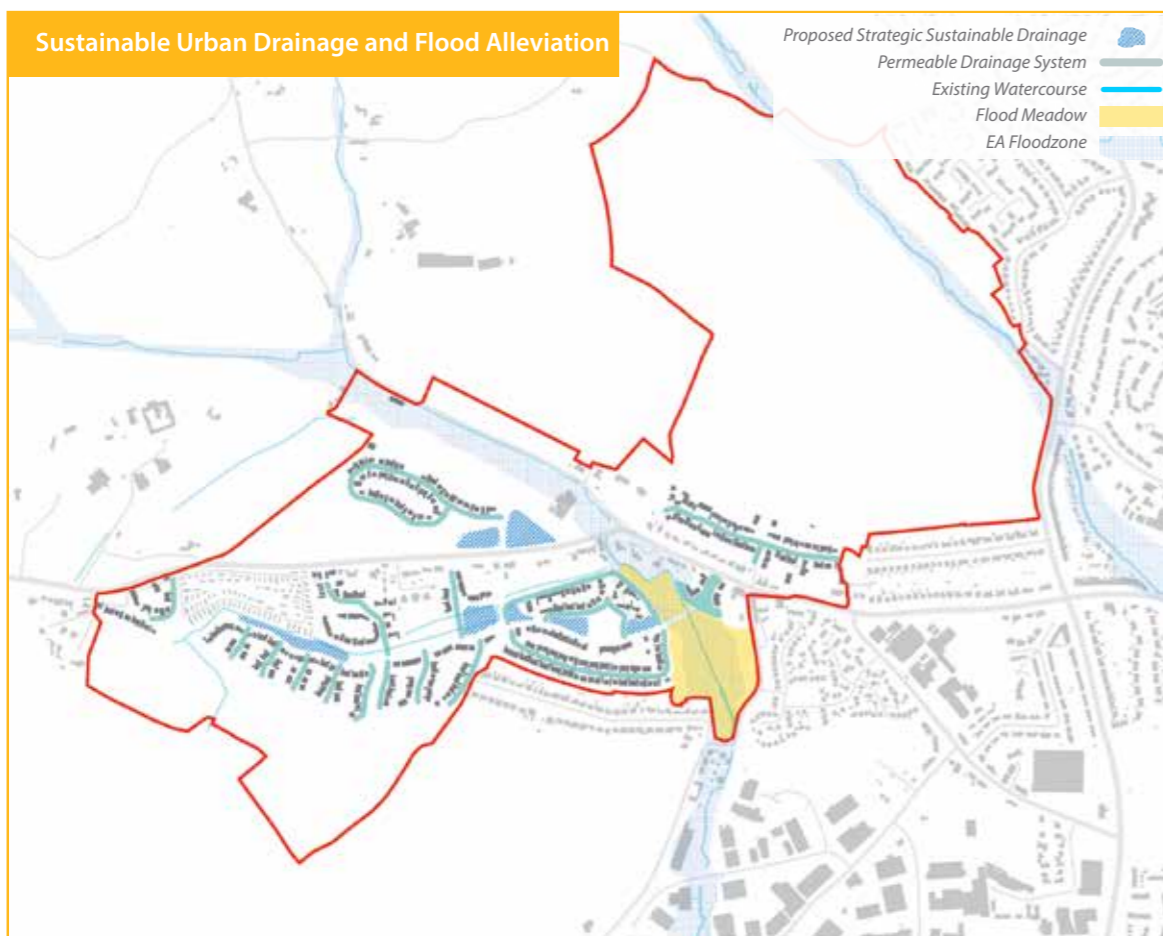 Sustainable Urban Drainage and Flood Alleviation
Proposed Strategic Sustainable Drainage
Permeable Drainage System
Existing Watercourse
Flood Meadow
EA Floodzone